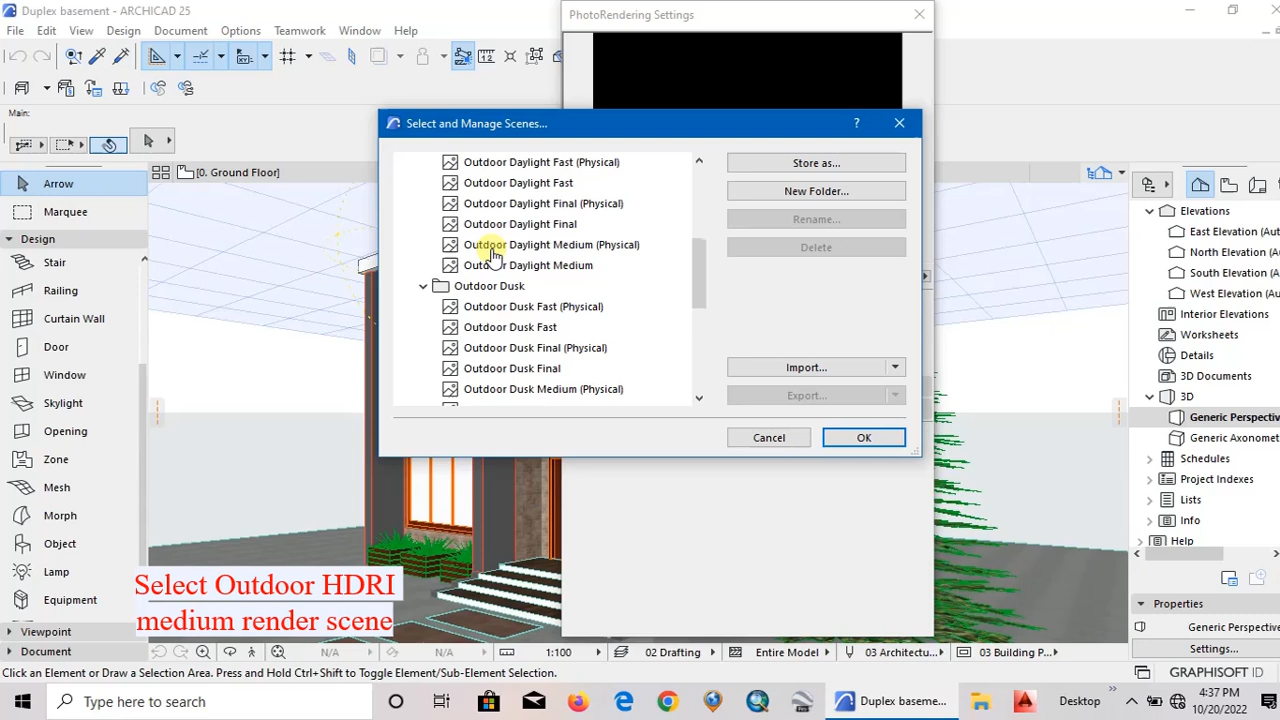 Duplex basement - ARCHICAD 25
PhotoRendering Settings
File Edit View Design Document Options Teamwork Window Help
Main:
Select and Manage Scenes...
?
[0. Ground Floor]
Arrow
Marquee
Design
Stair
Railing
Curtain Wall
Door
Window
Skylight
Opening
Zone
Mesh
Morph
Object
Lamp
Equipment
Viewpoint
Document
Outdoor Daylight Fast (Physical)
Outdoor Daylight Fast
Outdoor Daylight Final (Physical)
Outdoor Daylight Final
Outdoor Daylight Medium (Physical)
Outdoor Daylight Medium
Outdoor Dusk
Outdoor Dusk Fast (Physical)
Outdoor Dusk Fast
Outdoor Dusk Final (Physical)
Outdoor Dusk Final
Outdoor Dusk Medium (Physical)
Store as...
New Folder...
Rename...
Delete
Import...
Export...
Cancel
OK
Elevations
East Elevation (Au
North Elevation (A
South Elevation (A
West Elevation (A
Interior Elevations
Worksheets
Details
3D Documents
3D
Generic Perspectiv
Generic Axonomet
Schedules
Project Indexes
Lists
Info
Help
Properties
Generic Perspectiv
Settings...
Select Outdoor HDRI
medium render scene
N/A
N/A
1:100
02 Drafting
Entire Model
03 Architectu...
03 Building P...
Click an Element or Draw a Selection Area. Press and Hold Ctrl+Shift to Toggle Element/Sub-Element Selection.
GRAPHISOFT ID
Type here to search
Duplex baseme...
Desktop
4:37 PM
10/20/2022